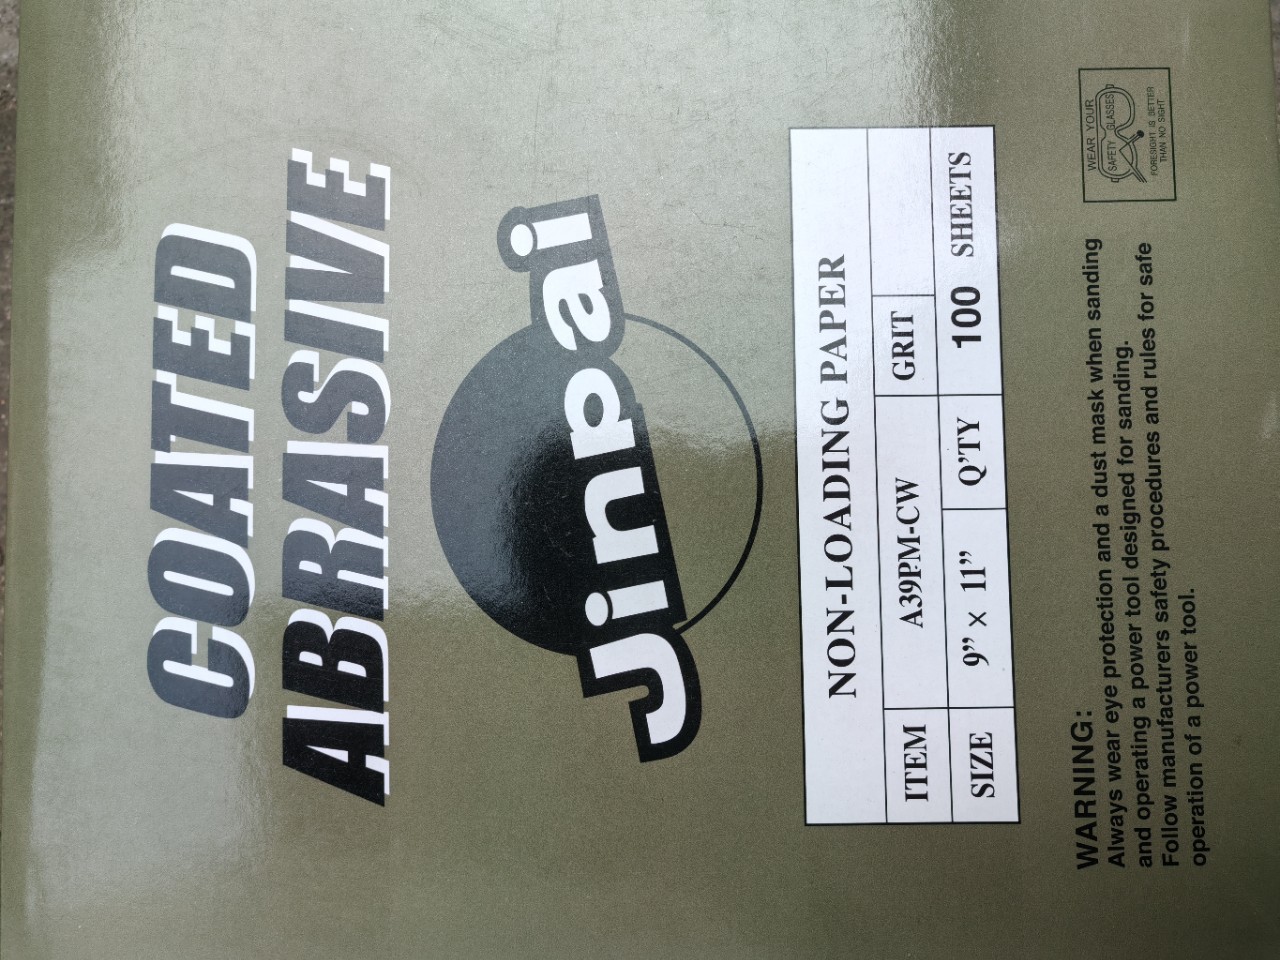 COATED
ABRASIVE
Jinpai
NON-LOADING PAPER
ITEM A39PM-CW GRIT
SIZE 9” × 11” Q’TY 100 SHEETS
WARNING:
Always wear eye protection and a dust mask when sanding
and operating a power tool designed for sanding.
Follow manufacturers safety procedures and rules for safe
operation of a power tool.
WEAR YOUR
SAFETY GLASSES
FORESIGHT IS BETTER
THAN NO SIGHT